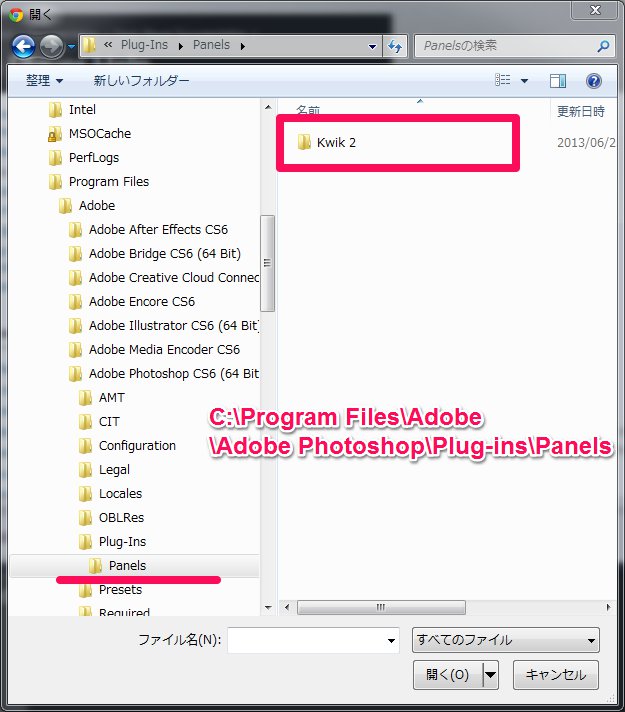 開く
« Plug-Ins Panels
Panelsの検索
整理 新しいフォルダー
名前 更新日時
Intel
MSOCache
PerfLogs
Program Files
Adobe
Adobe After Effects CS6
Adobe Bridge CS6 (64 Bit)
Adobe Creative Cloud Connec
Adobe Encore CS6
Adobe Illustrator CS6 (64 Bit)
Adobe Media Encoder CS6
Adobe Photoshop CS6 (64 Bit
AMT
CIT
Configuration
Legal
Locales
OBLRes
Plug-Ins
Panels
Presets
Required
Kwik 2 2013/06/2
C:\Program Files\Adobe
\Adobe Photoshop\Plug-ins\Panels
ファイル名(N): すべてのファイル
開く(O) キャンセル